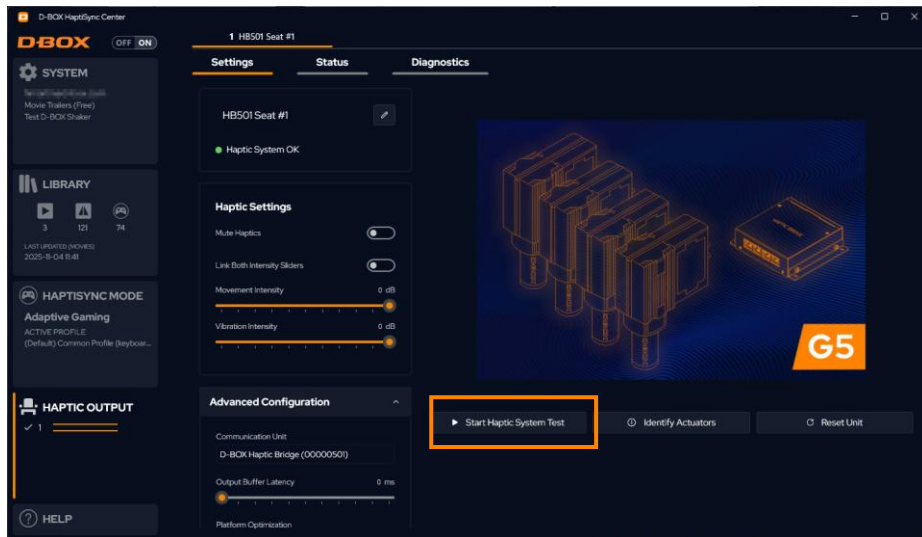 D-BOX HaptiSync Center
D-BOX
OFF ON
SYSTEM
Movie Trailers (Free)
Test D-BOX Shaker
LIBRARY
3 121 74
LAST UPDATED (MOVIES)
2025-11-04 11:41
HAPTISYNC MODE
Adaptive Gaming
ACTIVE PROFILE
(Default) Common Profile (keyboar...
HAPTIC OUTPUT
1
HELP
1 HB501 Seat #1
Settings Status Diagnostics
HB501 Seat #1
Haptic System OK
Haptic Settings
Mute Haptics
Link Both Intensity Sliders
Movement Intensity 0 dB
Vibration Intensity 0 dB
Advanced Configuration
Communication Unit
D-BOX Haptic Bridge (00000501)
Output Buffer Latency 0 ms
Platform Optimization
G5
Start Haptic System Test
Identify Actuators
Reset Unit